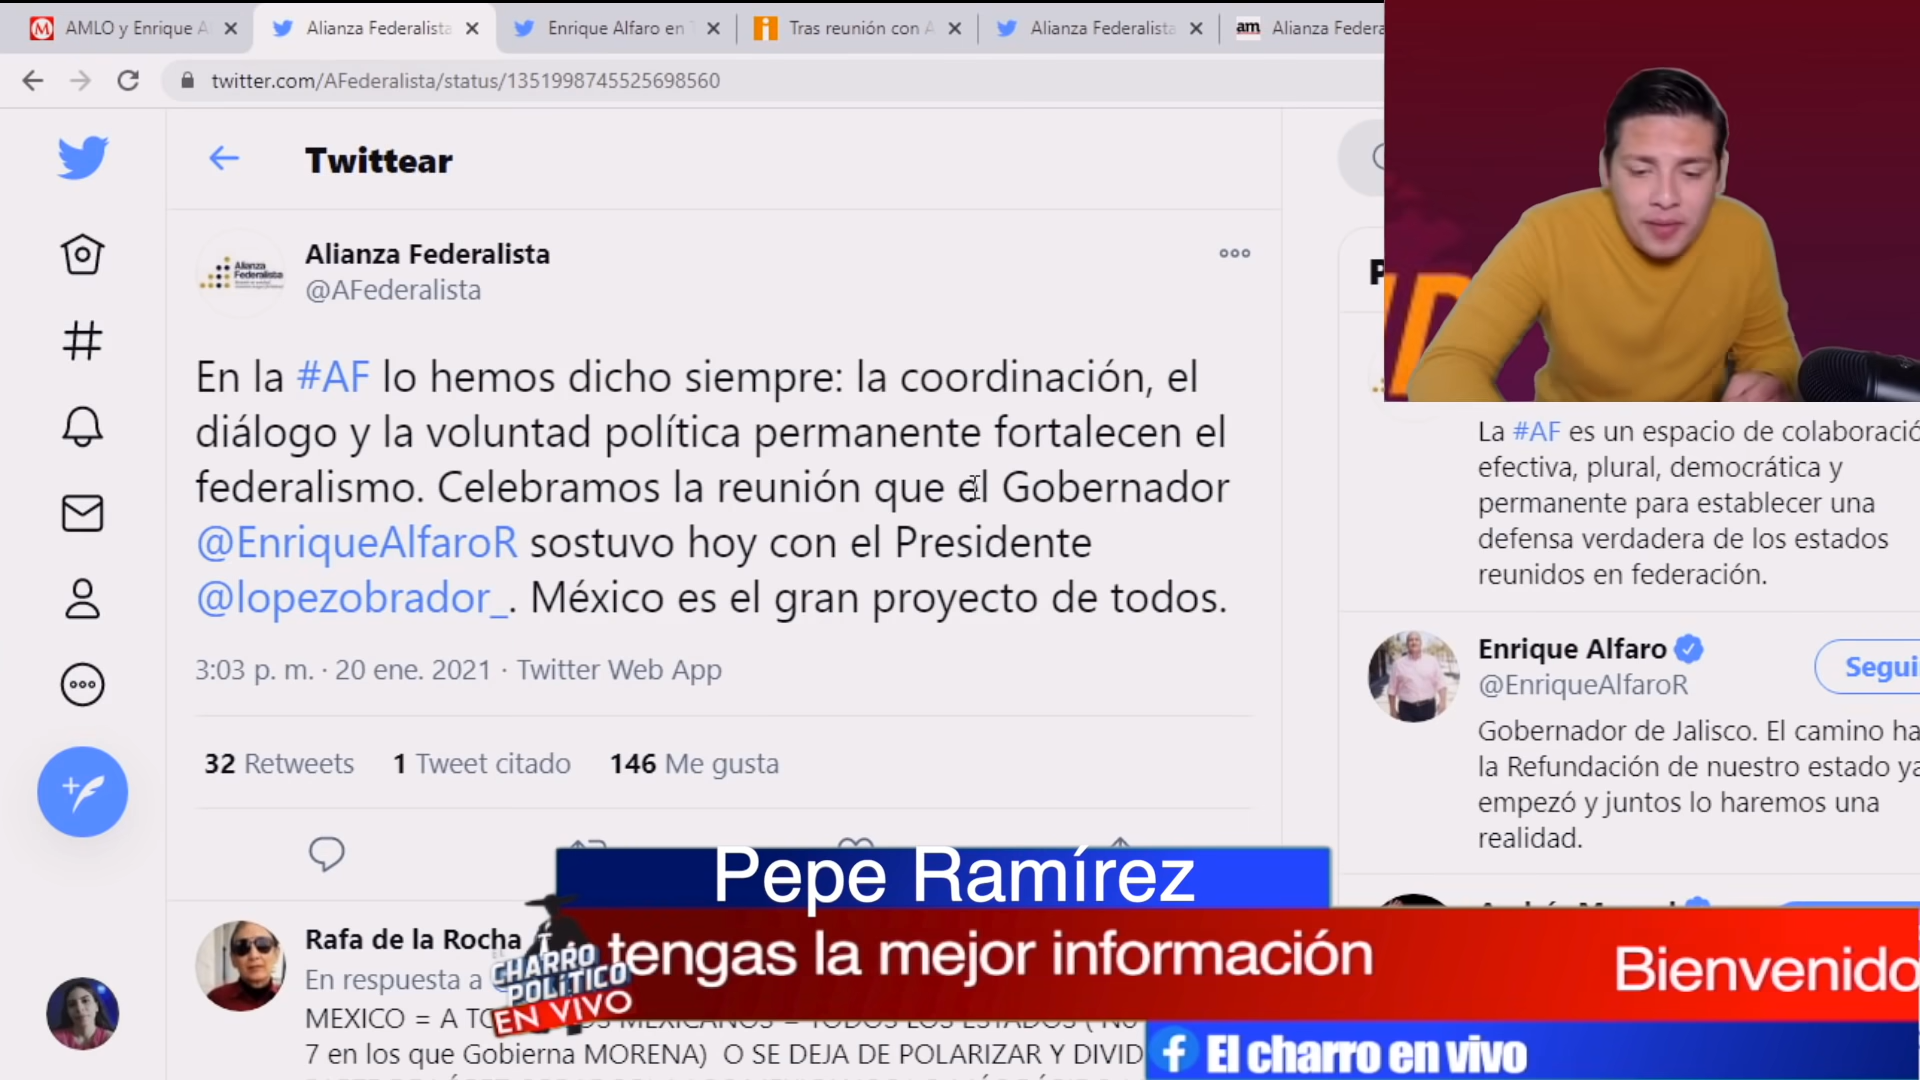 AMLO y Enrique A
Alianza Federalista
Enrique Alfaro en T
Tras reunión con A
Alianza Federalista
am
Alianza Federa
twitter.com/AFederalista/status/1351998745525698560
Twittear
Alianza Federalista
Alianza Federalista
@AFederalista
En la #AF lo hemos dicho siempre: la coordinación, el
diálogo y la voluntad política permanente fortalecen el
federalismo. Celebramos la reunión que el Gobernador
@EnriqueAlfaroR sostuvo hoy con el Presidente
@lopezobrador_. México es el gran proyecto de todos.
3:03 p. m. · 20 ene. 2021 · Twitter Web App
32 Retweets 1 Tweet citado 146 Me gusta
Rafa de la Rocha
En respuesta a
MEXICO = A TO
7 en los que Gobierna MORENA) O SE DEJA DE POLARIZAR Y DIVID
La #AF es un espacio de colaboració
efectiva, plural, democrática y
permanente para establecer una
defensa verdadera de los estados
reunidos en federación.
Enrique Alfaro
@EnriqueAlfaroR
Segui
Gobernador de Jalisco. El camino ha
la Refundación de nuestro estado ya
empezó y juntos lo haremos una
realidad.
Pepe Ramírez
tengas la mejor información
Bienvenido
CHARRO
POLÍTICO
EN VIVO
El charro en vivo